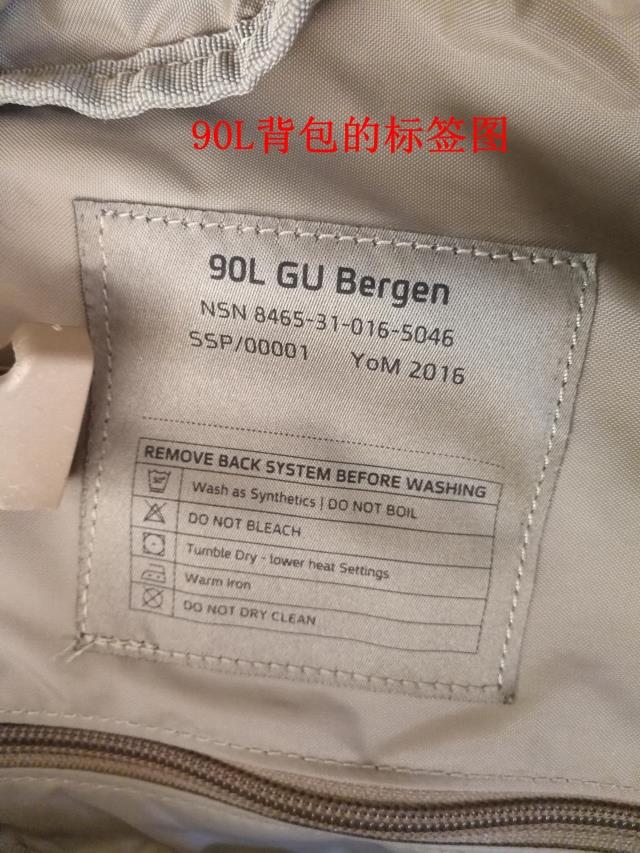 90L背包的标签图
90L GU Bergen
NSN 8465-31-016-5046
SSP/00001 YoM 2016
REMOVE BACK SYSTEM BEFORE WASHING
Wash as Synthetics | DO NOT BOIL
DO NOT BLEACH
Tumble Dry - lower heat Settings
Warm Iron
DO NOT DRY CLEAN